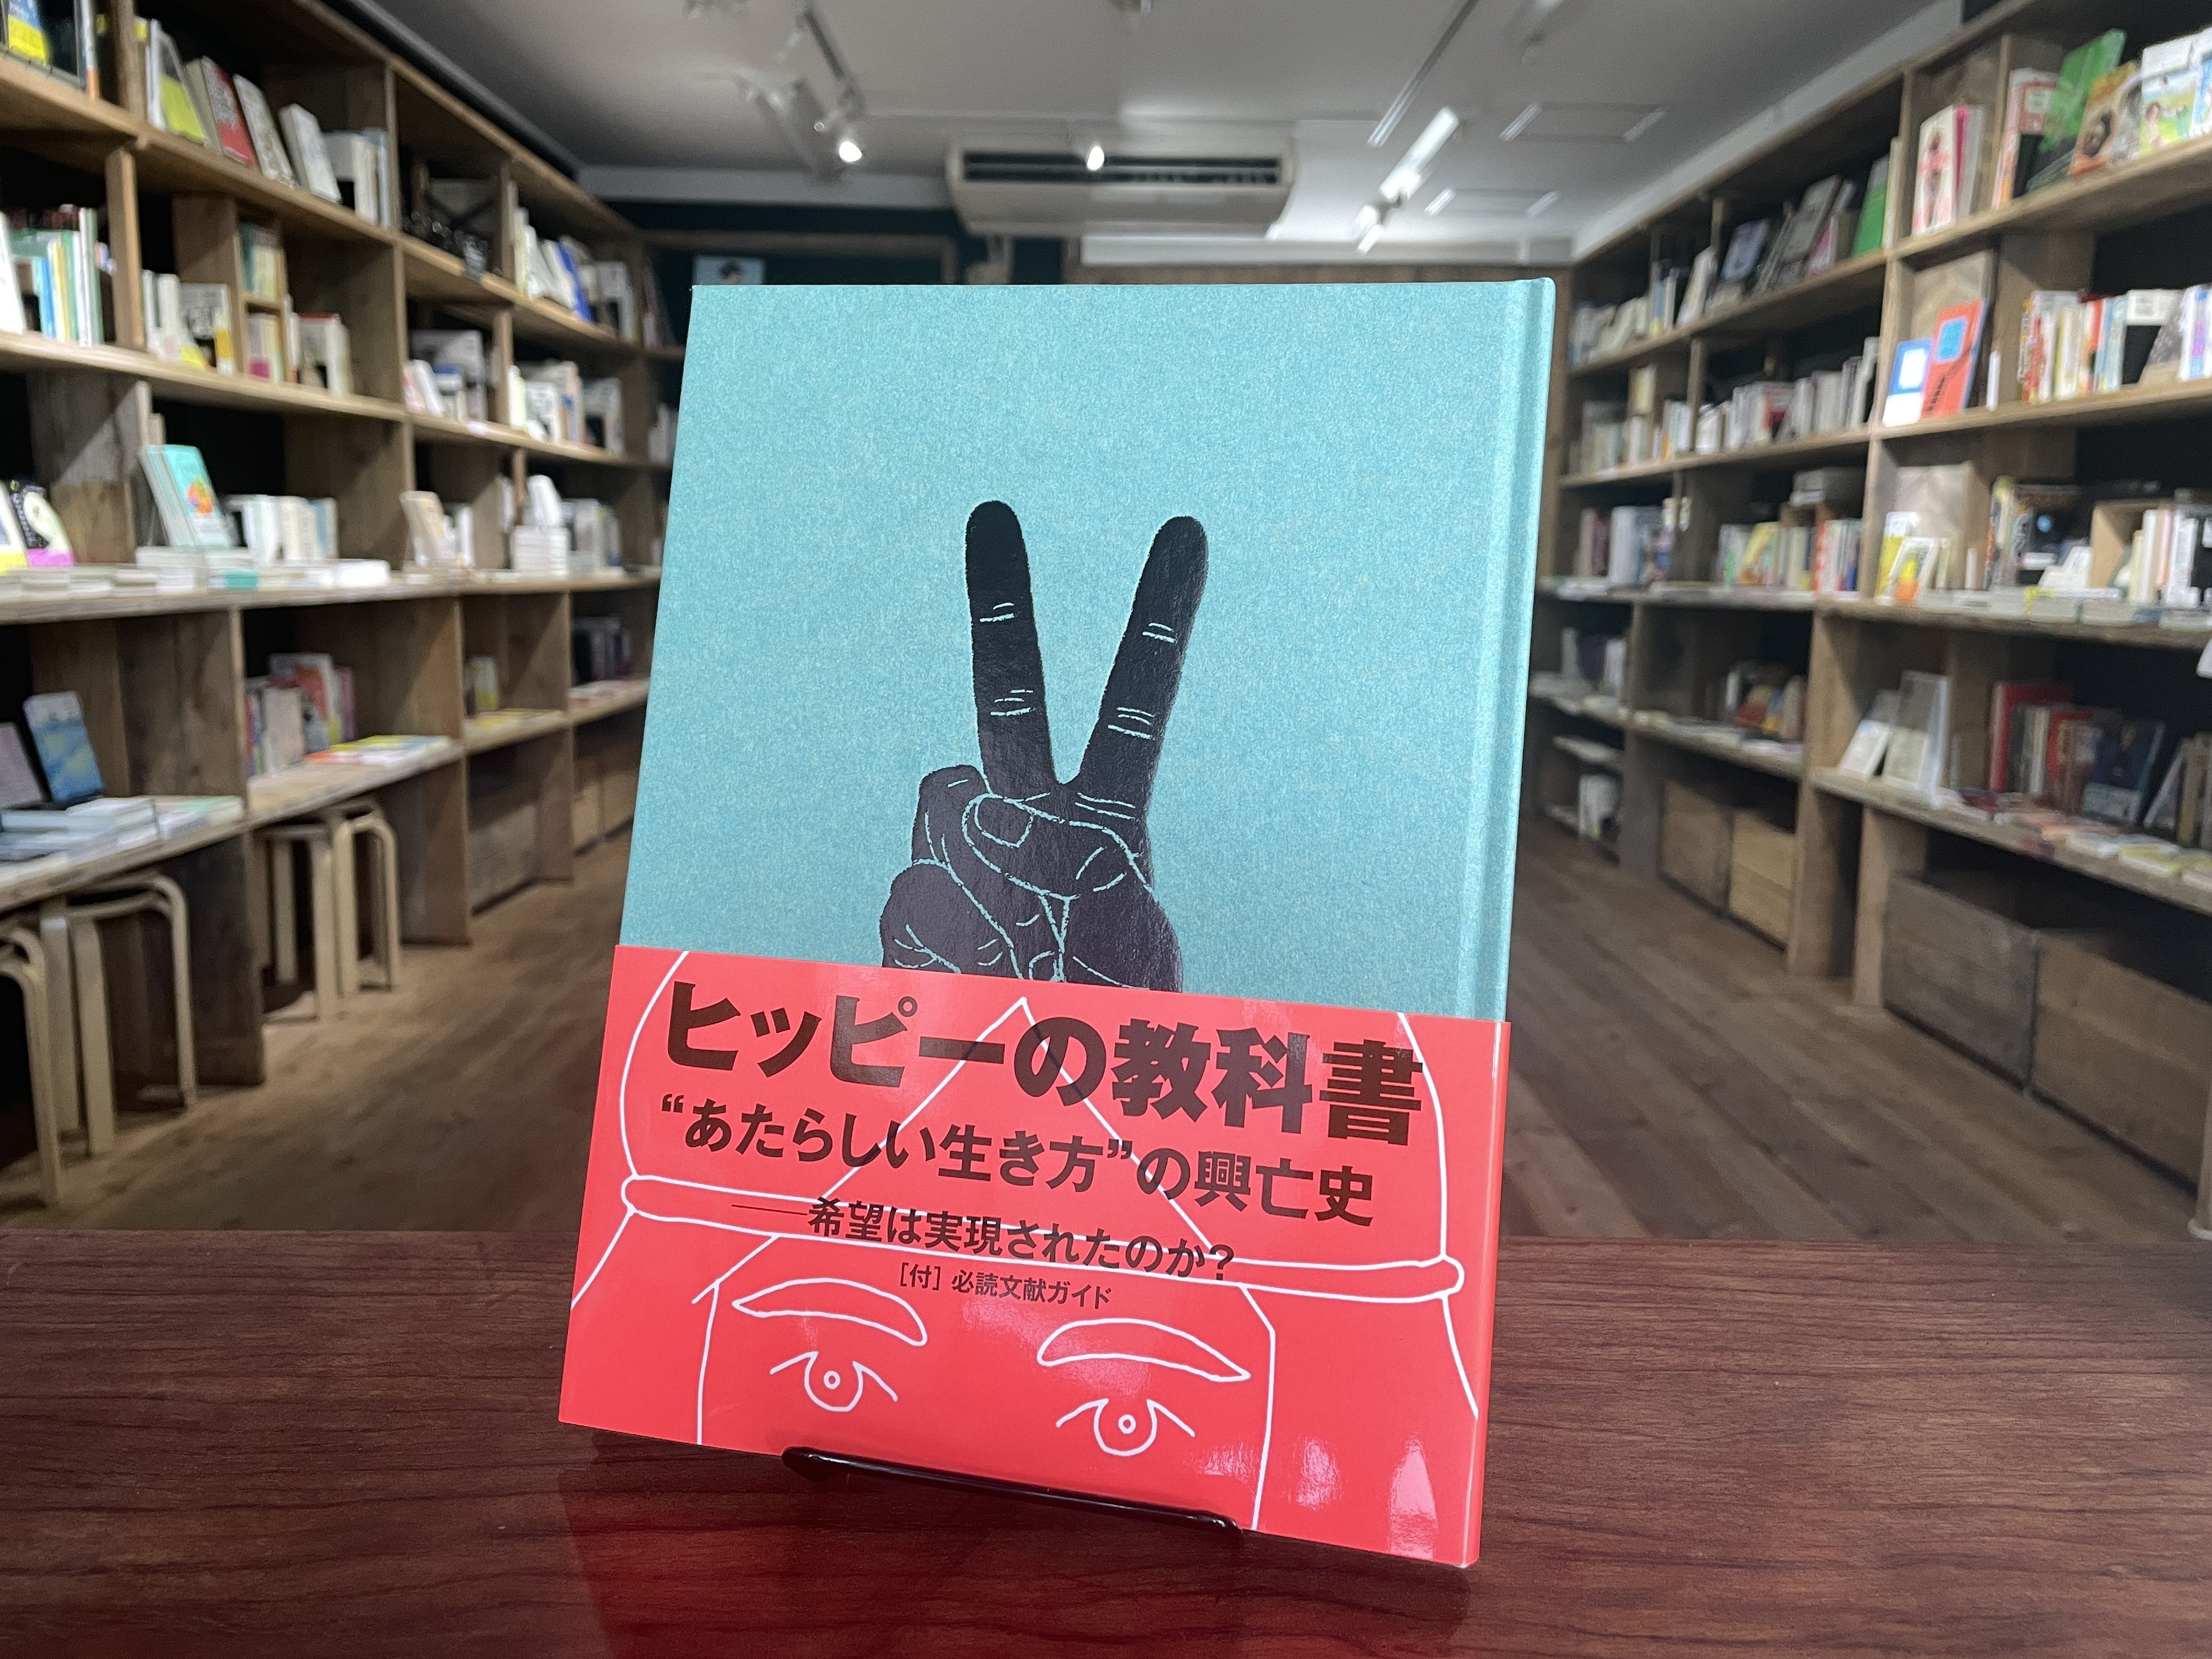 ヒッピーの教科書
“あたらしい生き方”の興亡史
──希望は実現されたのか?
［付］必読文献ガイド